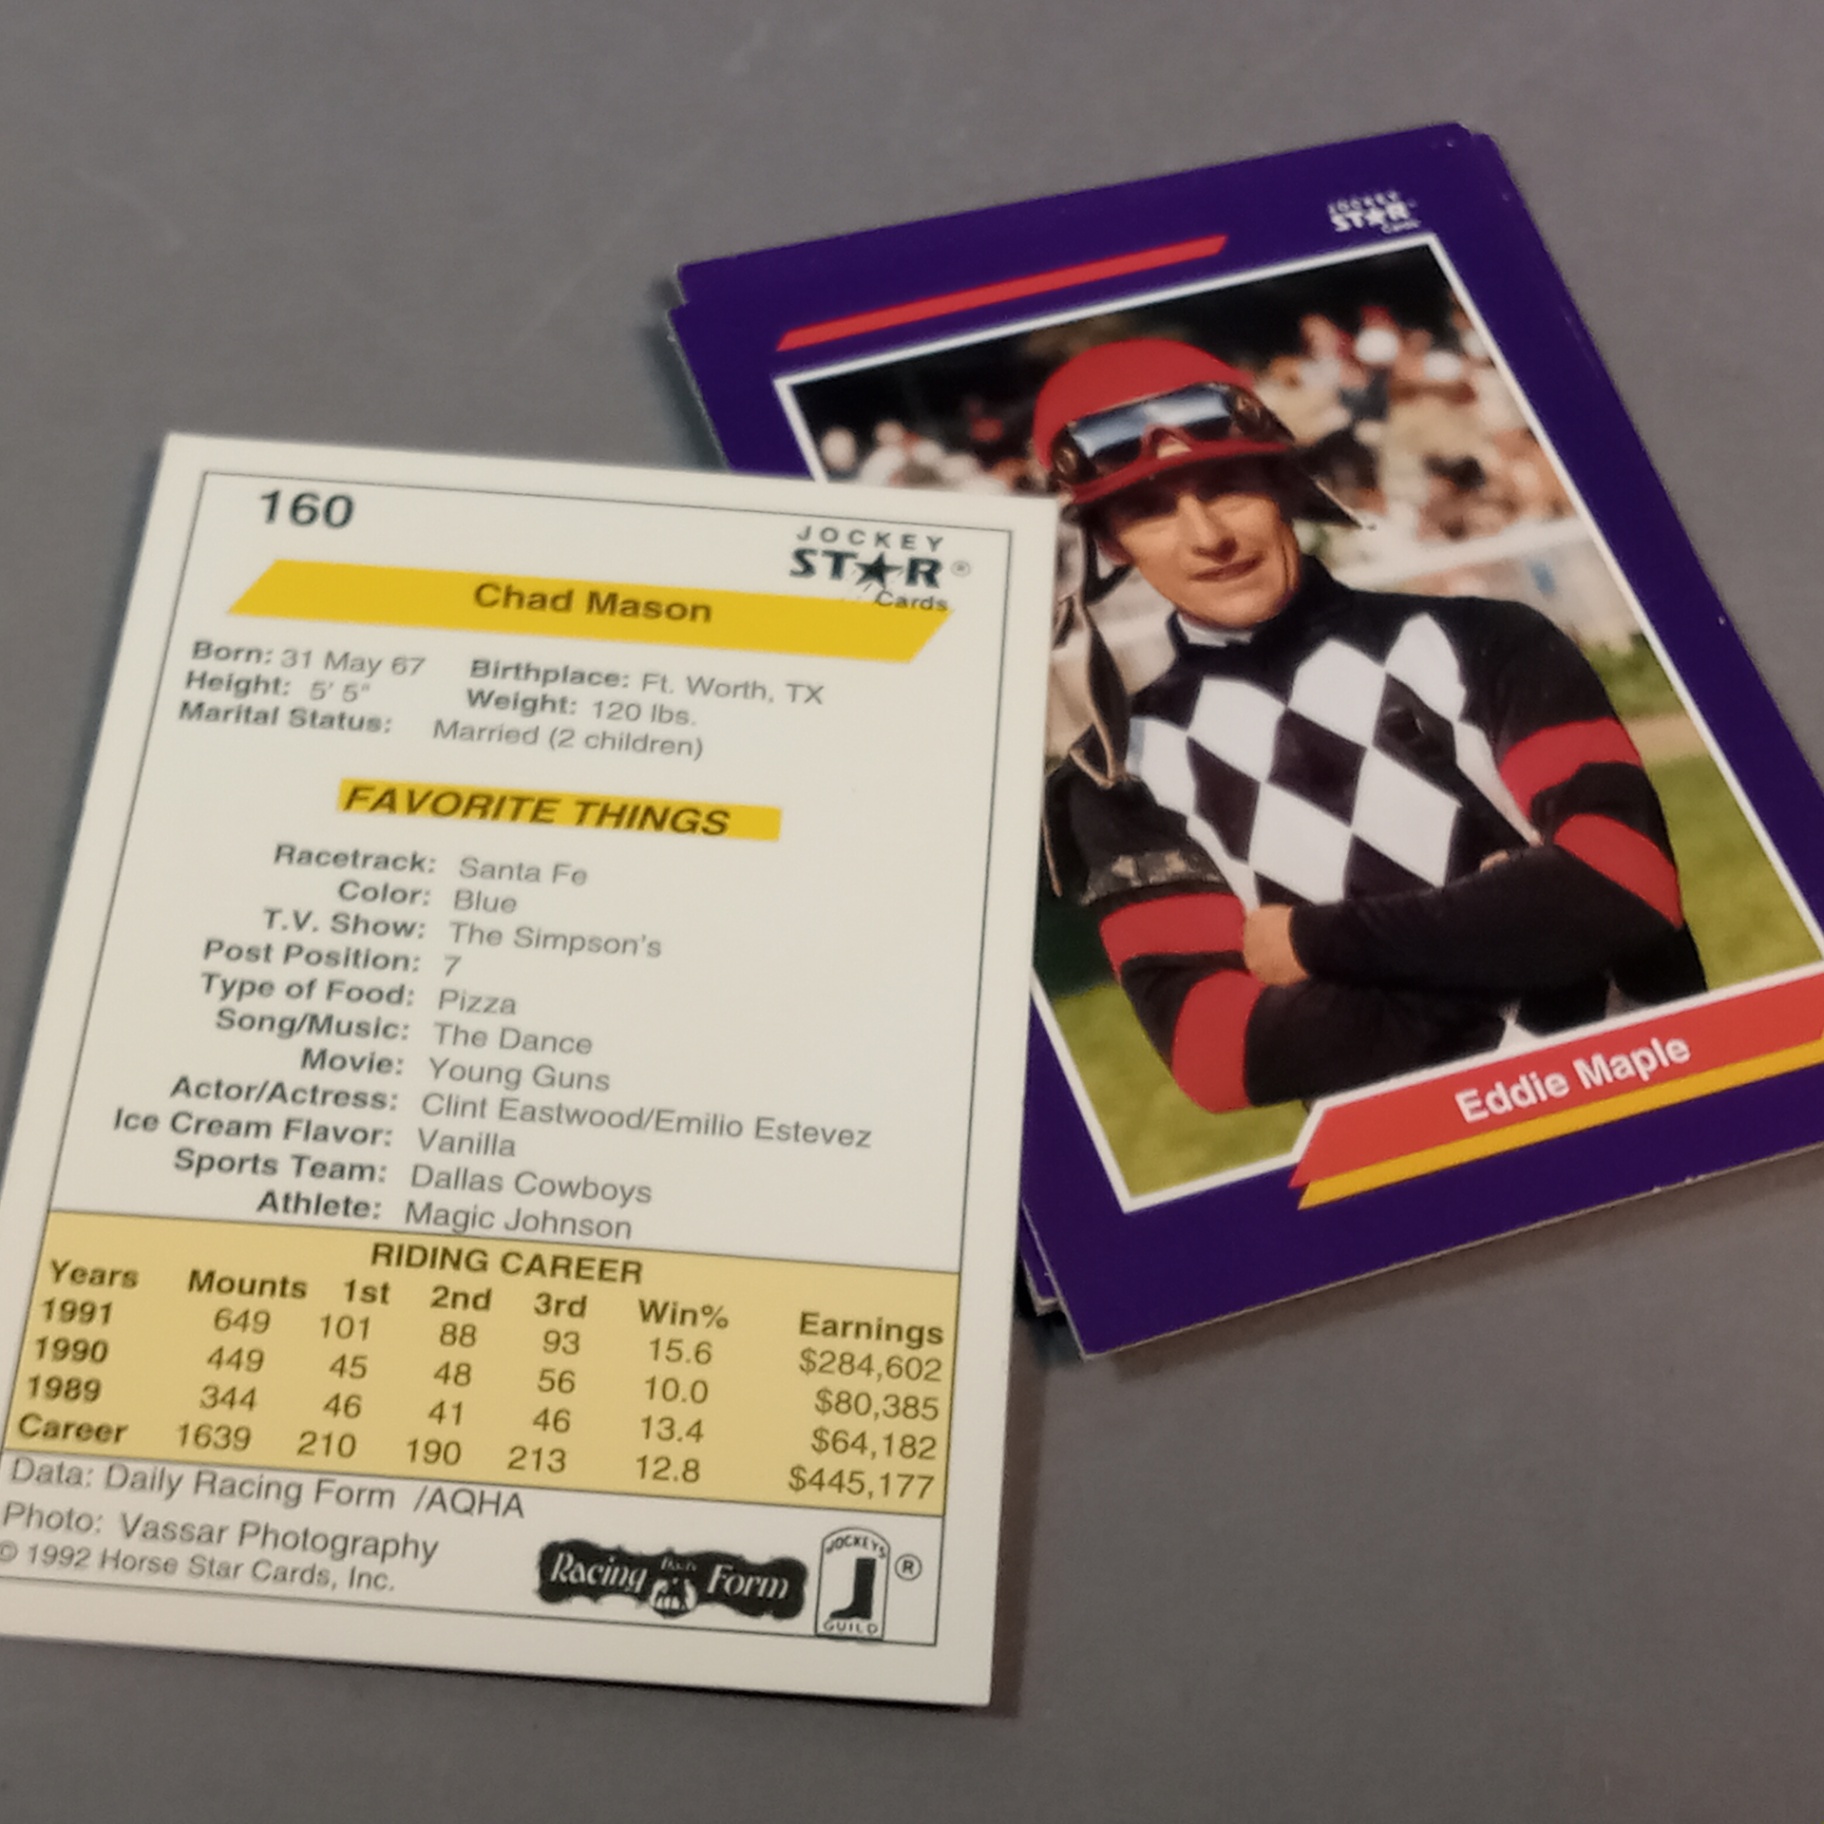 160
JOCKEY
STAR®
Cards
Chad Mason
Born: 31 May 67 Birthplace: Ft. Worth, TX
Height: 5' 5" Weight: 120 lbs.
Marital Status: Married (2 children)
FAVORITE THINGS
Racetrack: Santa Fe
Color: Blue
T.V. Show: The Simpson's
Post Position: 7
Type of Food: Pizza
Song/Music: The Dance
Movie: Young Guns
Actor/Actress: Clint Eastwood/Emilio Estevez
Ice Cream Flavor: Vanilla
Sports Team: Dallas Cowboys
Athlete: Magic Johnson
RIDING CAREER
Years Mounts 1st 2nd 3rd Win% Earnings
1991 649 101 88 93 15.6 $284,602
1990 449 45 48 56 10.0 $80,385
1989 344 46 41 46 13.4 $64,182
Career 1639 210 190 213 12.8 $445,177
Data: Daily Racing Form /AQHA
Photo: Vassar Photography
© 1992 Horse Star Cards, Inc.
Racing Form
JOCKEYS
GUILD
®
JOCKEY
STAR
Cards
Eddie Maple